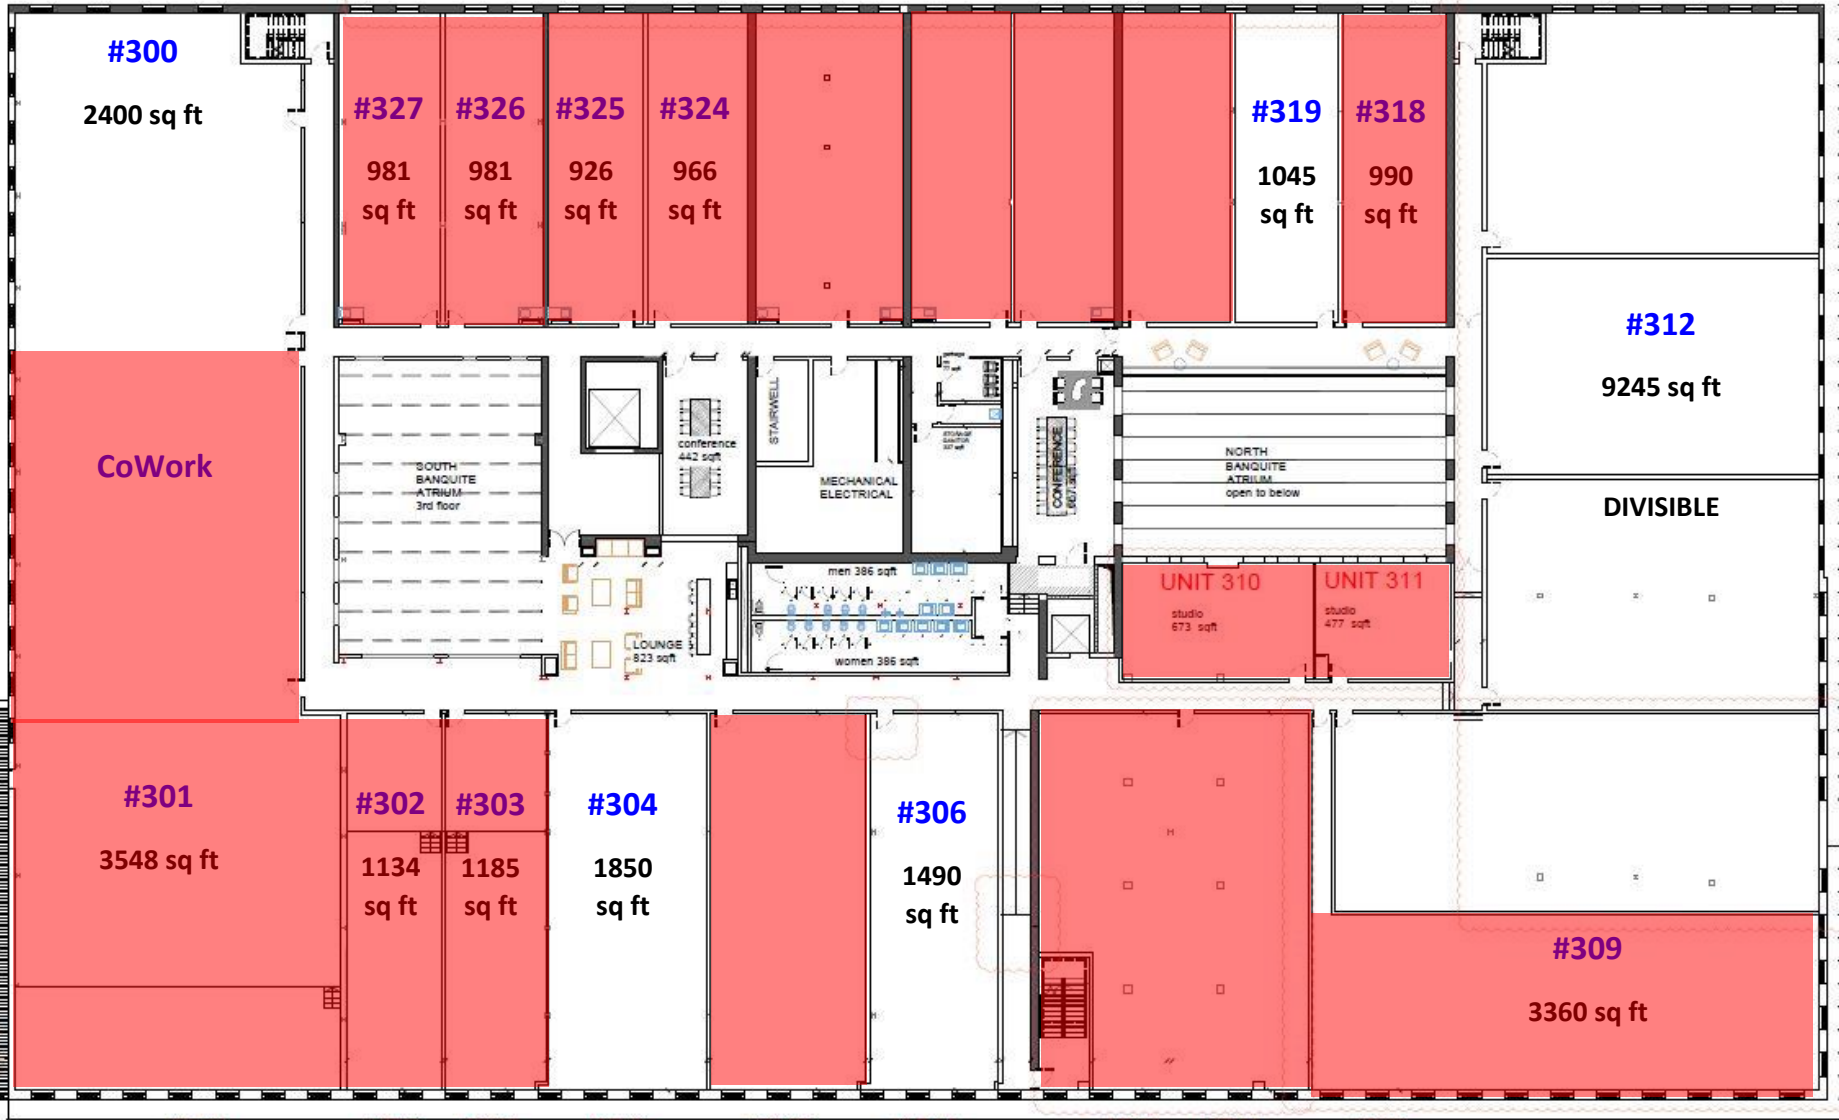 #300
2400 sq ft
#327
981
sq ft
#326
981
sq ft
#325
926
sq ft
#324
966
sq ft
#319
1045
sq ft
#318
990
sq ft
#312
9245 sq ft
DIVISIBLE
CoWork
SOUTH
BANQUITE
ATRIUM
3rd floor
conference
442 sqft
STAIRWELL
MECHANICAL
ELECTRICAL
CONFERENCE
667 sqft
NORTH
BANQUITE
ATRIUM
open to below
men 386 sqft
women 386 sqft
LOUNGE
823 sqft
UNIT 310
studio
673 sqft
UNIT 311
studio
477 sqft
#301
3548 sq ft
#302
1134
sq ft
#303
1185
sq ft
#304
1850
sq ft
#306
1490
sq ft
#309
3360 sq ft